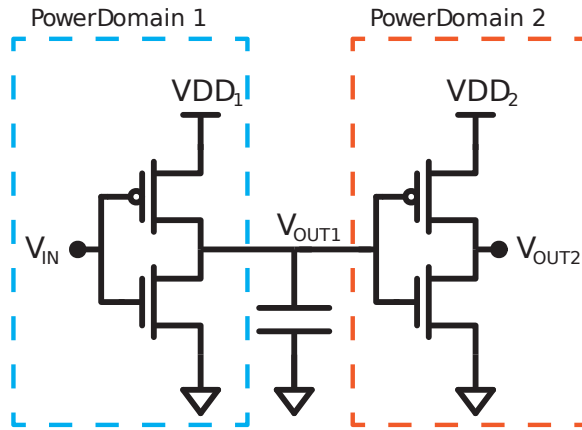 PowerDomain 1
PowerDomain 2
VDD1
VDD2
VIN
VOUT1
VOUT2